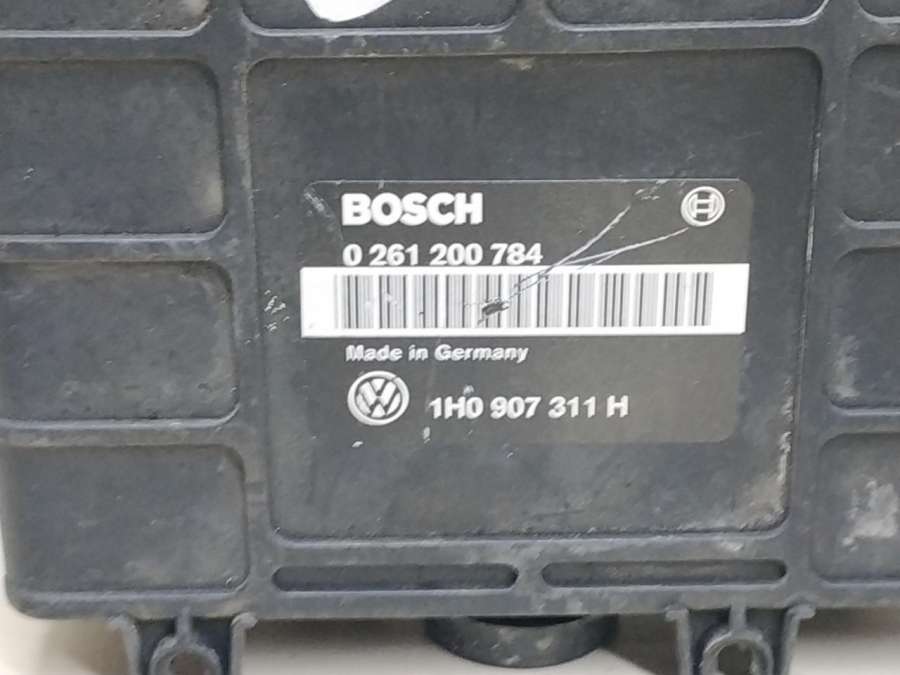 BOSCH
0 261 200 784
Made in Germany
1H0 907 311 H